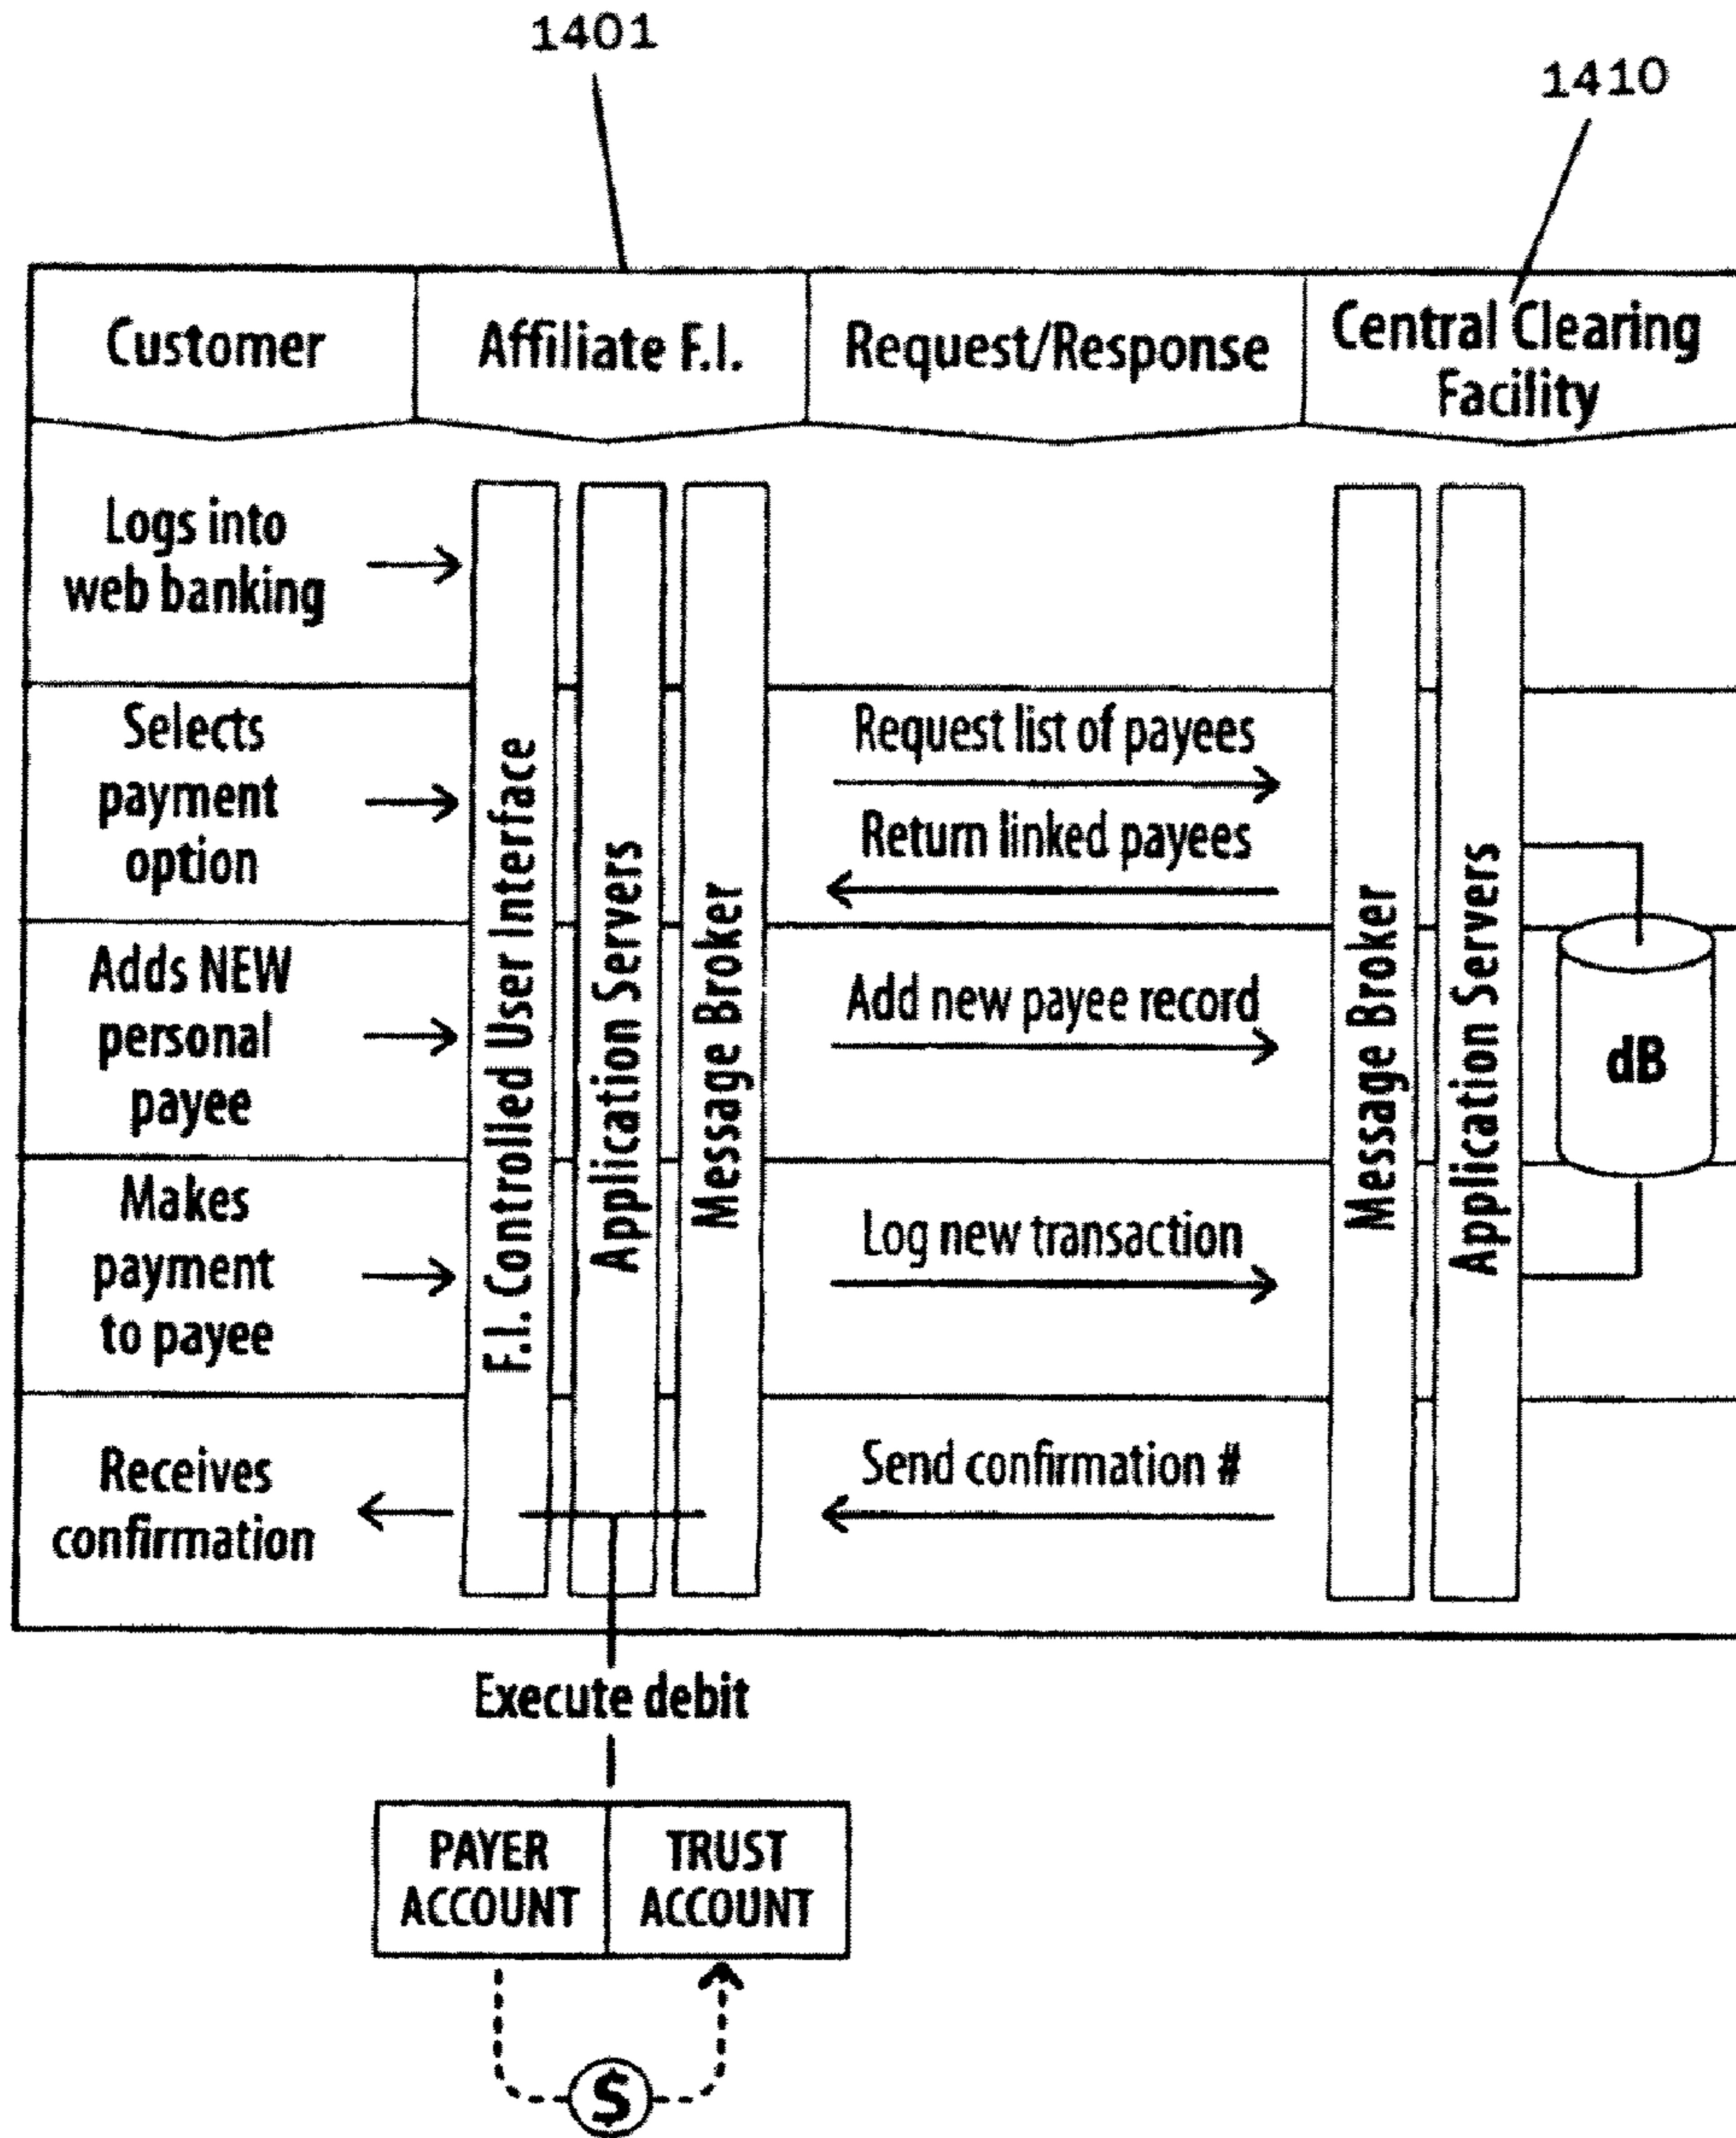 1401
1410
Customer
Affiliate F.I.
Request/Response
Central Clearing
Facility
Logs into
web banking
Selects
payment
option
Request list of payees
Return linked payees
Adds NEW
personal
payee
Add new payee record
Makes
payment
to payee
Log new transaction
Receives
confirmation
Send confirmation #
F.I. Controlled User Interface
Application Servers
Message Broker
Message Broker
Application Servers
dB
Execute debit
PAYER
ACCOUNT
TRUST
ACCOUNT
$